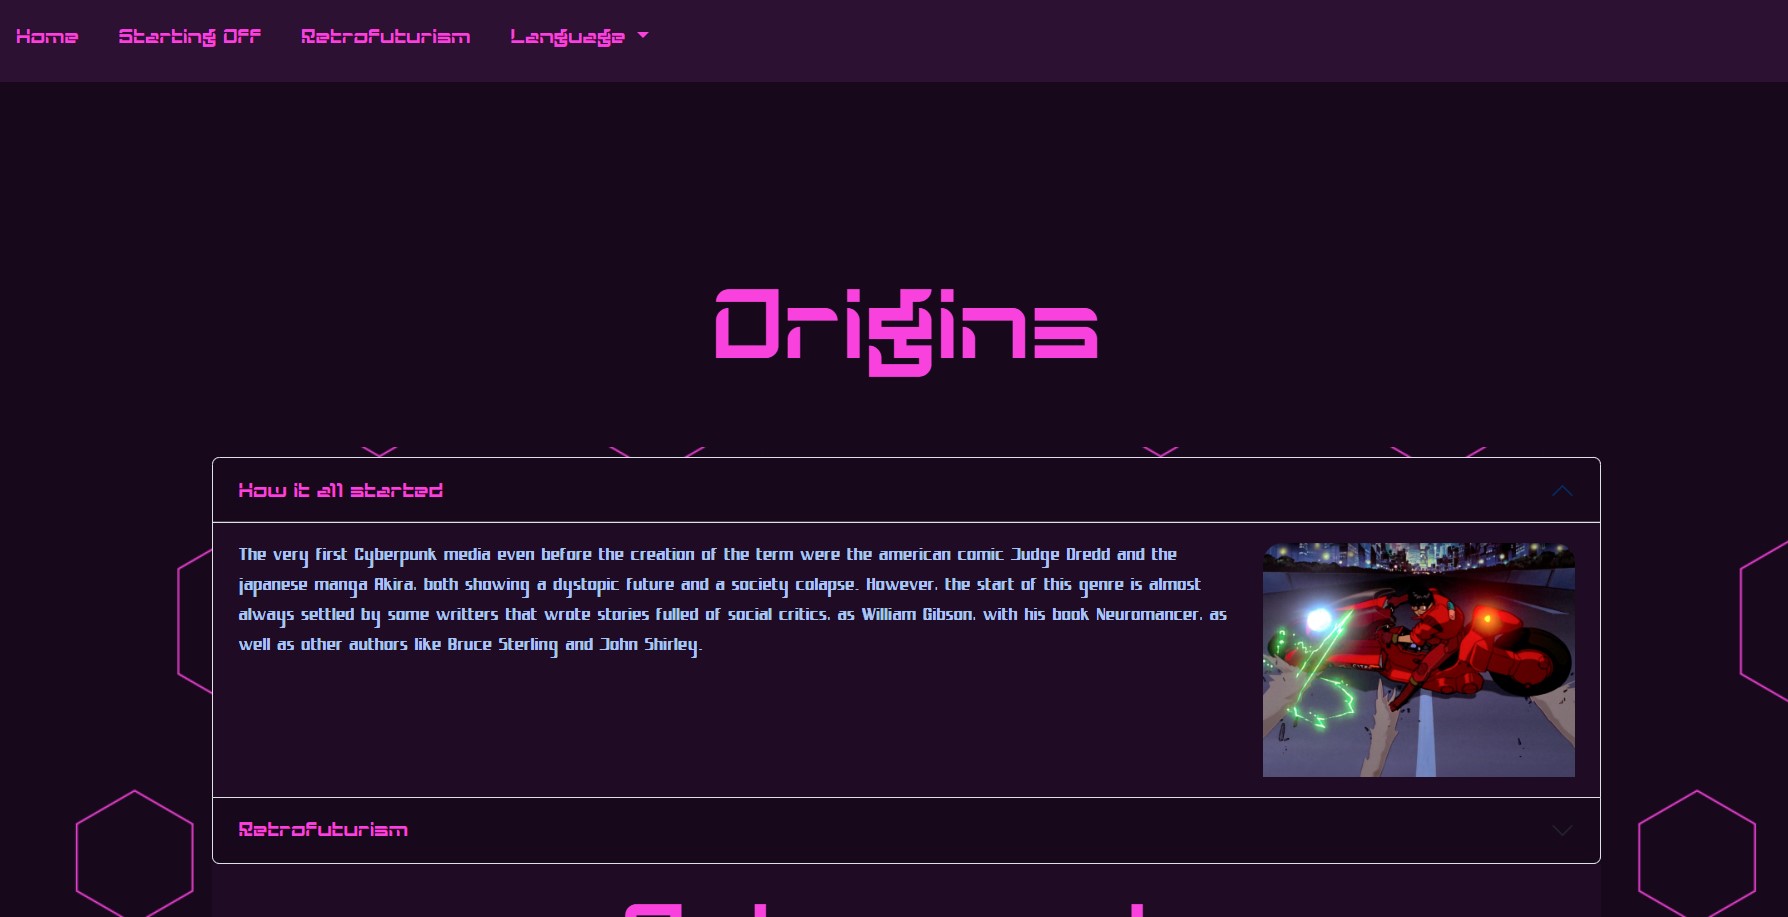 Home Starting Off Retrofuturism Language
Origins
How it all started
The very first Cyberpunk media even before the creation of the term were the american comic Judge Dredd and the
japanese manga Akira, both showing a dystopic future and a society colapse. However, the start of this genre is almost
always settled by some writters that wrote stories fulled of social critics, as William Gibson, with his book Neuromancer, as
well as other authors like Bruce Sterling and John Shirley.
Retrofuturism